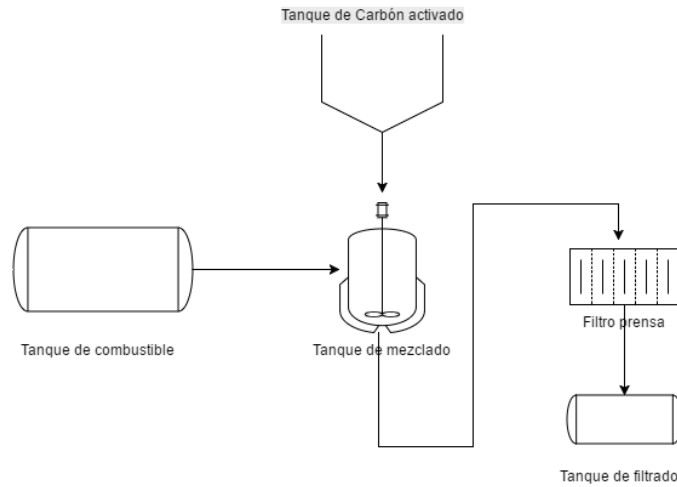 Tanque de Carbón activado
Tanque de combustible
Tanque de mezclado
Filtro prensa
Tanque de filtrado